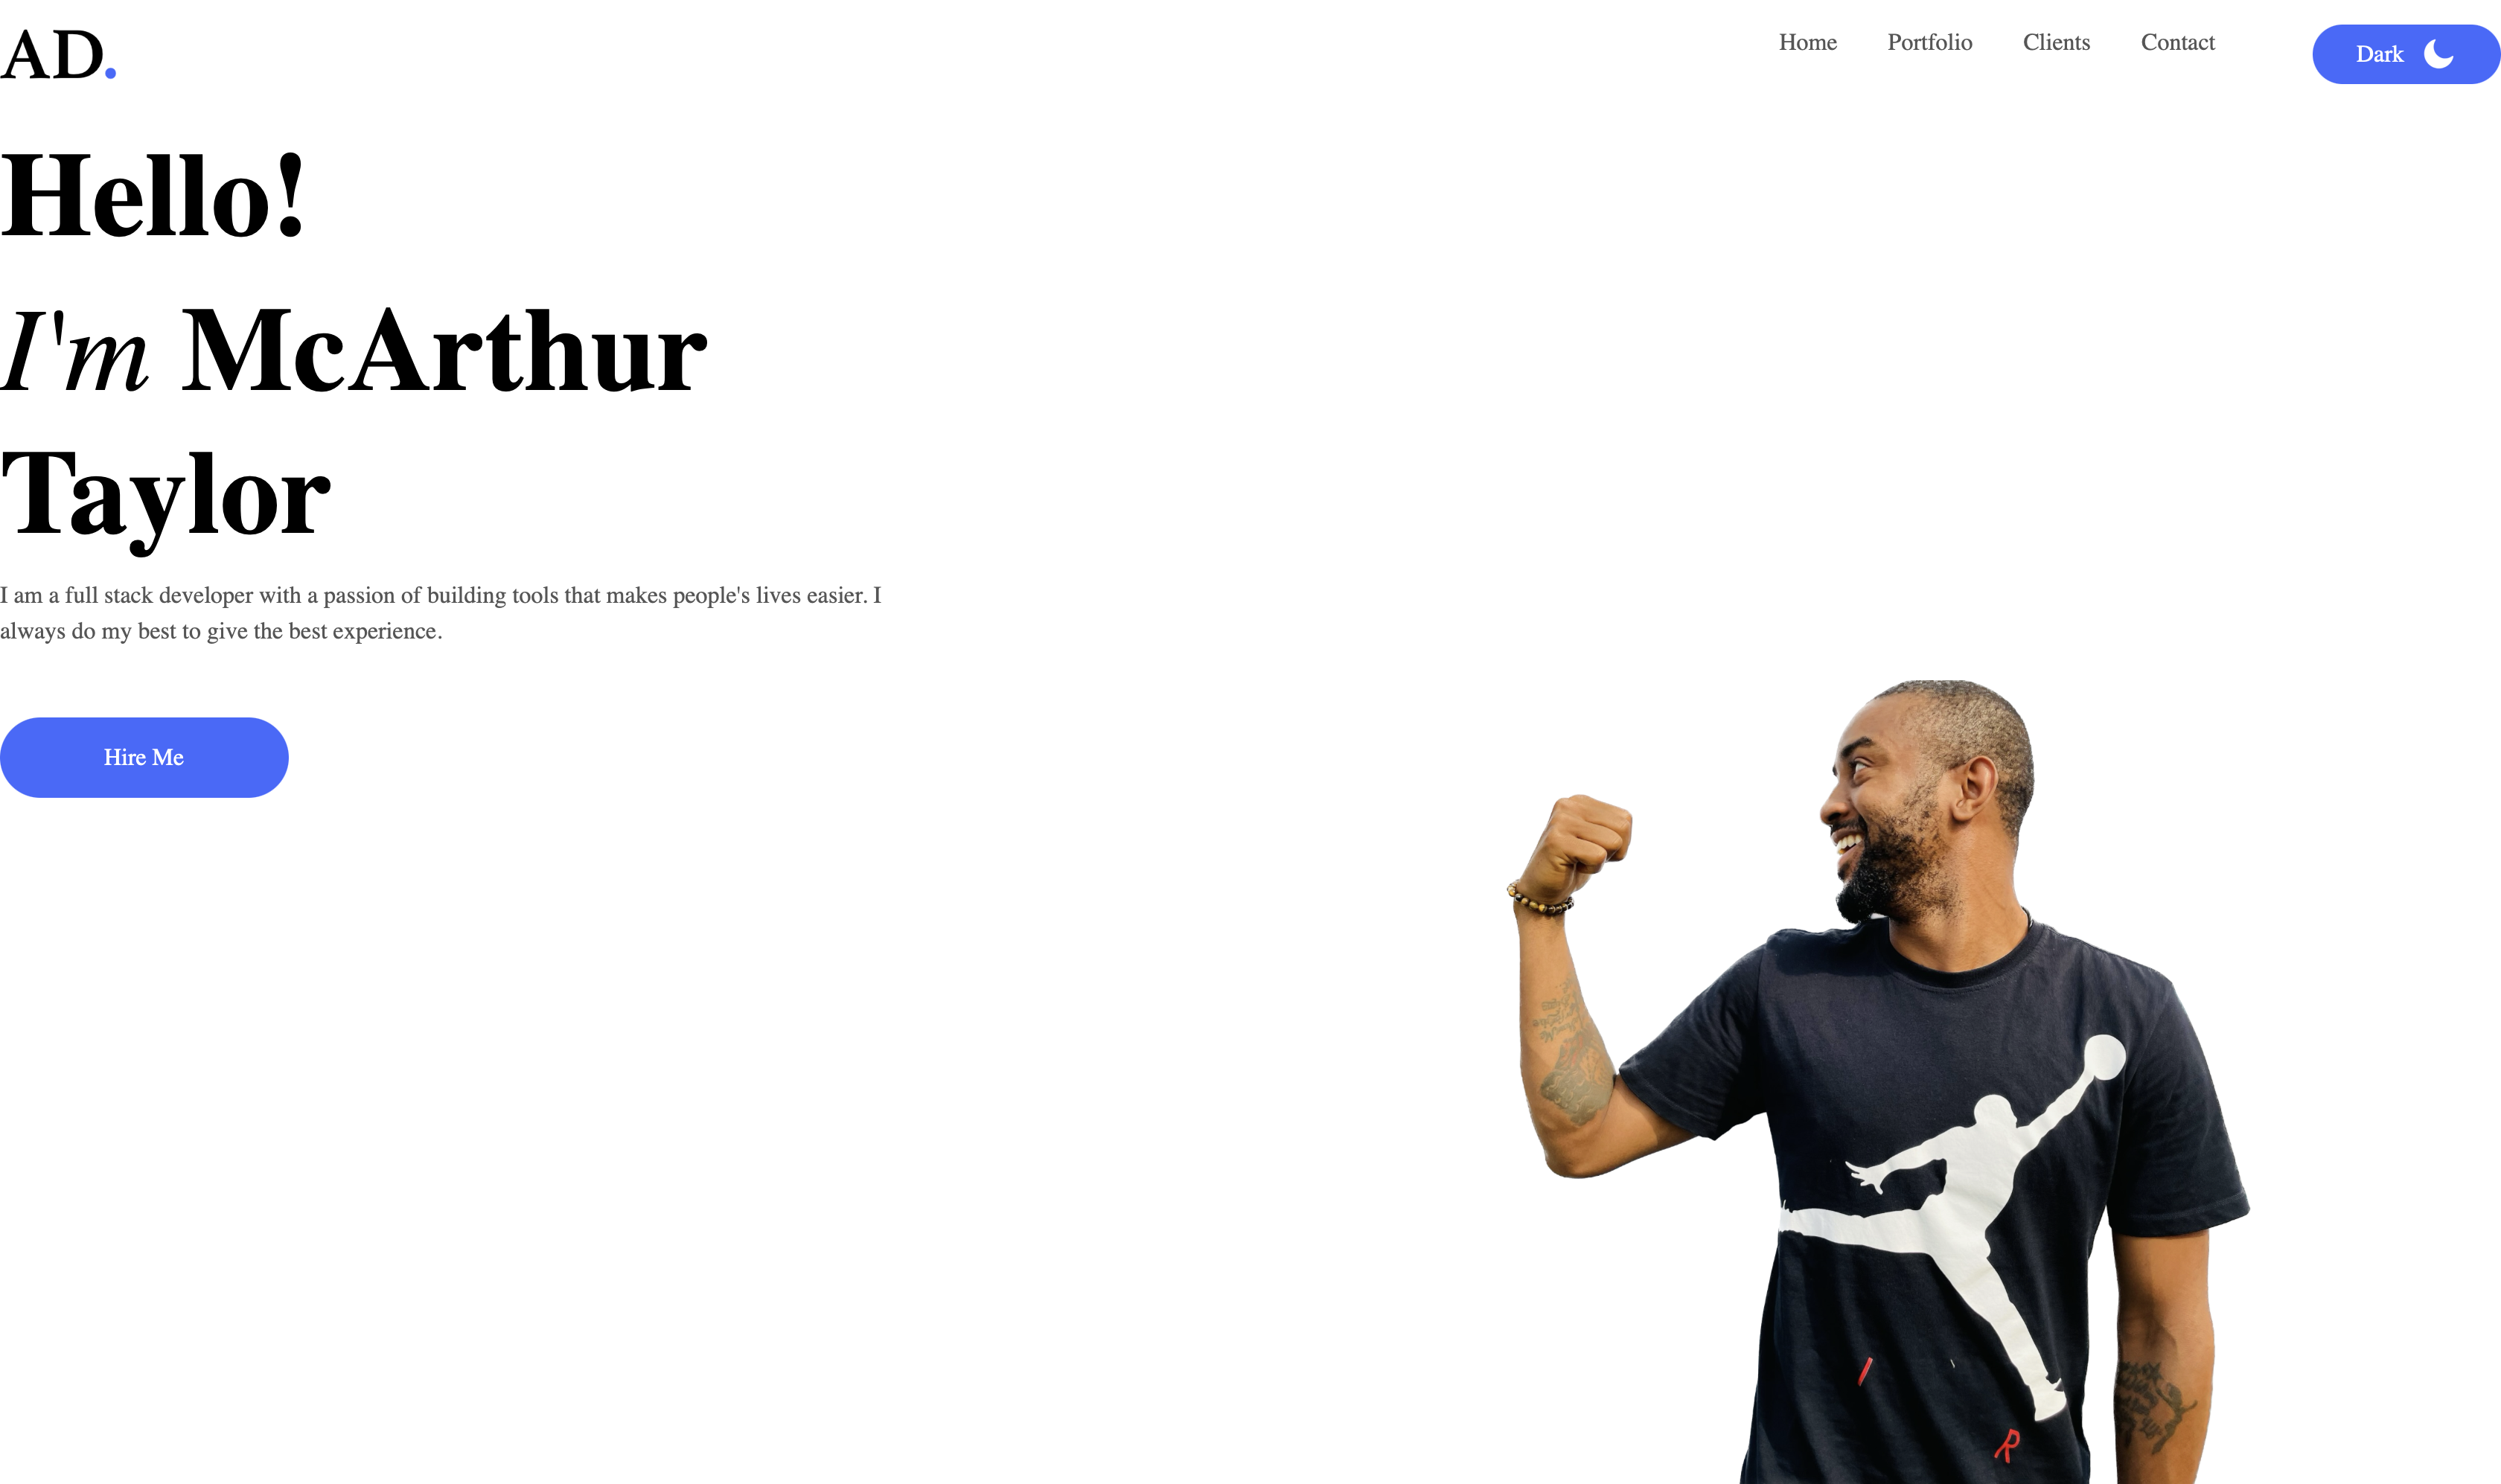 AD.
Home Portfolio Clients Contact Dark
Hello!
I'm McArthur
Taylor
I am a full stack developer with a passion of building tools that makes people's lives easier. I
always do my best to give the best experience.
Hire Me
R